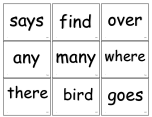 says find over
any many where
there bird goes